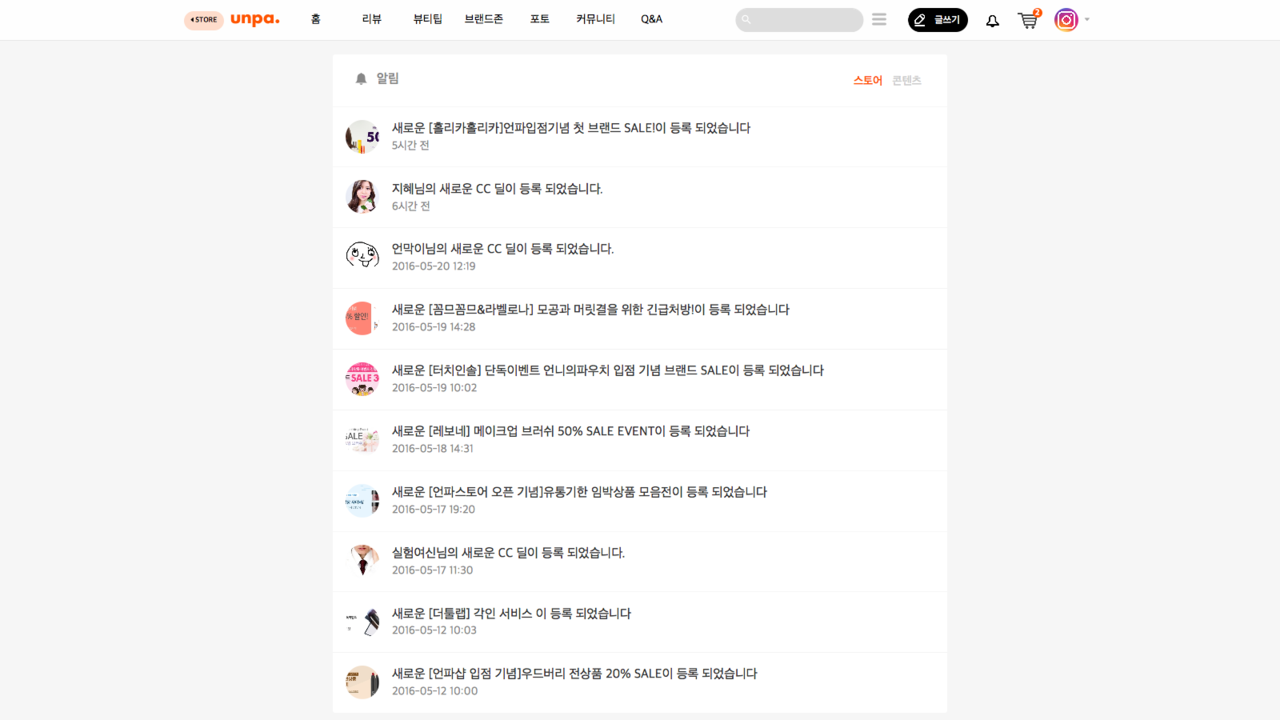 STORE unpa. 홈 리뷰 뷰티팁 브랜드존 포토 커뮤니티 Q&A 글쓰기 2
알림 스토어 콘텐츠
새로운 [홀리카홀리카]언파입점기념 첫 브랜드 SALE!이 등록 되었습니다
5시간 전
지혜님의 새로운 CC 딜이 등록 되었습니다.
6시간 전
언막이님의 새로운 CC 딜이 등록 되었습니다.
2016-05-20 12:19
새로운 [꼼므꼼므&라벨로나] 모공과 머릿결을 위한 긴급처방!이 등록 되었습니다
2016-05-19 14:28
새로운 [터치인솔] 단독이벤트 언니의파우치 입점 기념 브랜드 SALE이 등록 되었습니다
SALE 3
2016-05-19 10:02
새로운 [레보네] 메이크업 브러쉬 50% SALE EVENT이 등록 되었습니다
ALE
2016-05-18 14:31
새로운 [언파스토어 오픈 기념]유통기한 임박상품 모음전이 등록 되었습니다
2016-05-17 19:20
실험여신님의 새로운 CC 딜이 등록 되었습니다.
2016-05-17 11:30
새로운 [더툴랩] 각인 서비스 이 등록 되었습니다
2016-05-12 10:03
새로운 [언파샵 입점 기념]우드버리 전상품 20% SALE이 등록 되었습니다
2016-05-12 10:00